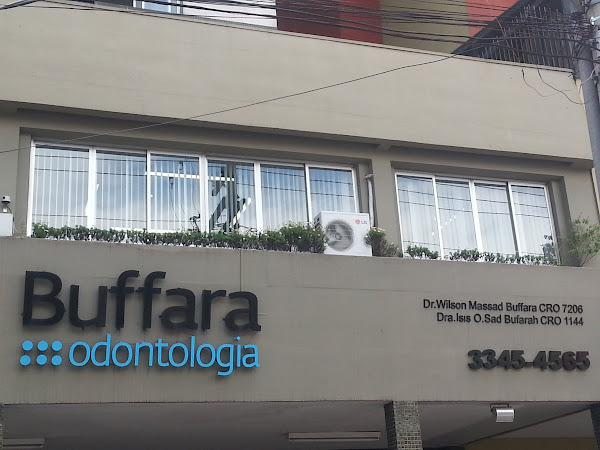 Buffara
odontologia
Dr.Wilson Massad Buffara CRO 7206
Dra.Isis O.Sad Bufarah CRO 1144
3345-4565
LG